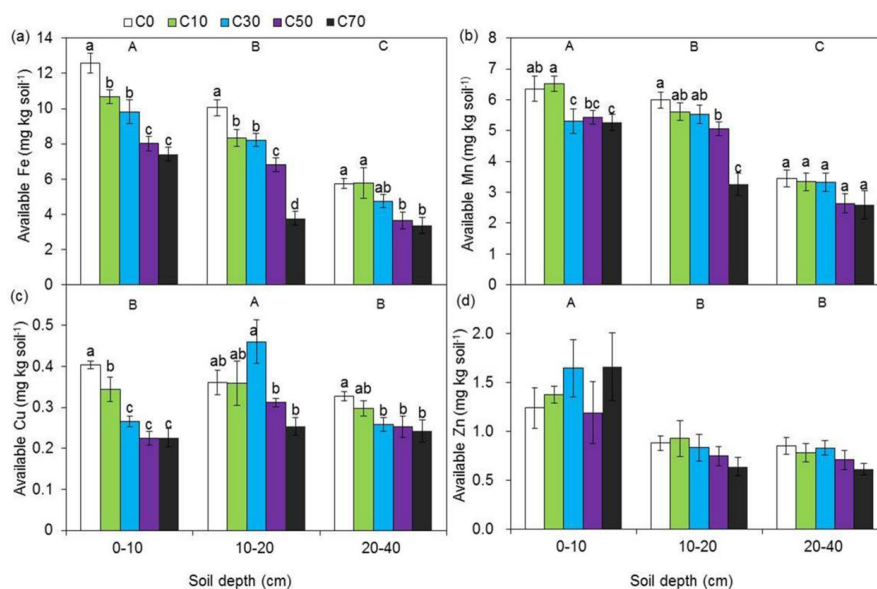 C0 C10 C30 C50 C70
(a)
A B C
a b b c c a b b c d a a ab b b
14
12
10
8
6
4
2
0
Available Fe (mg kg soil-1)
(b)
A B C
ab a c bc c a ab ab b c a a a a a
8
7
6
5
4
3
2
1
0
Available Mn (mg kg soil-1)
(c)
B A B
a b c c c ab ab a b b a ab b b b
0.5
0.4
0.3
0.2
0.1
0
Available Cu (mg kg soil-1)
0-10 10-20 20-40
Soil depth (cm)
(d)
A B B
2.0
1.5
1.0
0.5
0.0
Available Zn (mg kg soil-1)
0-10 10-20 20-40
Soil depth (cm)